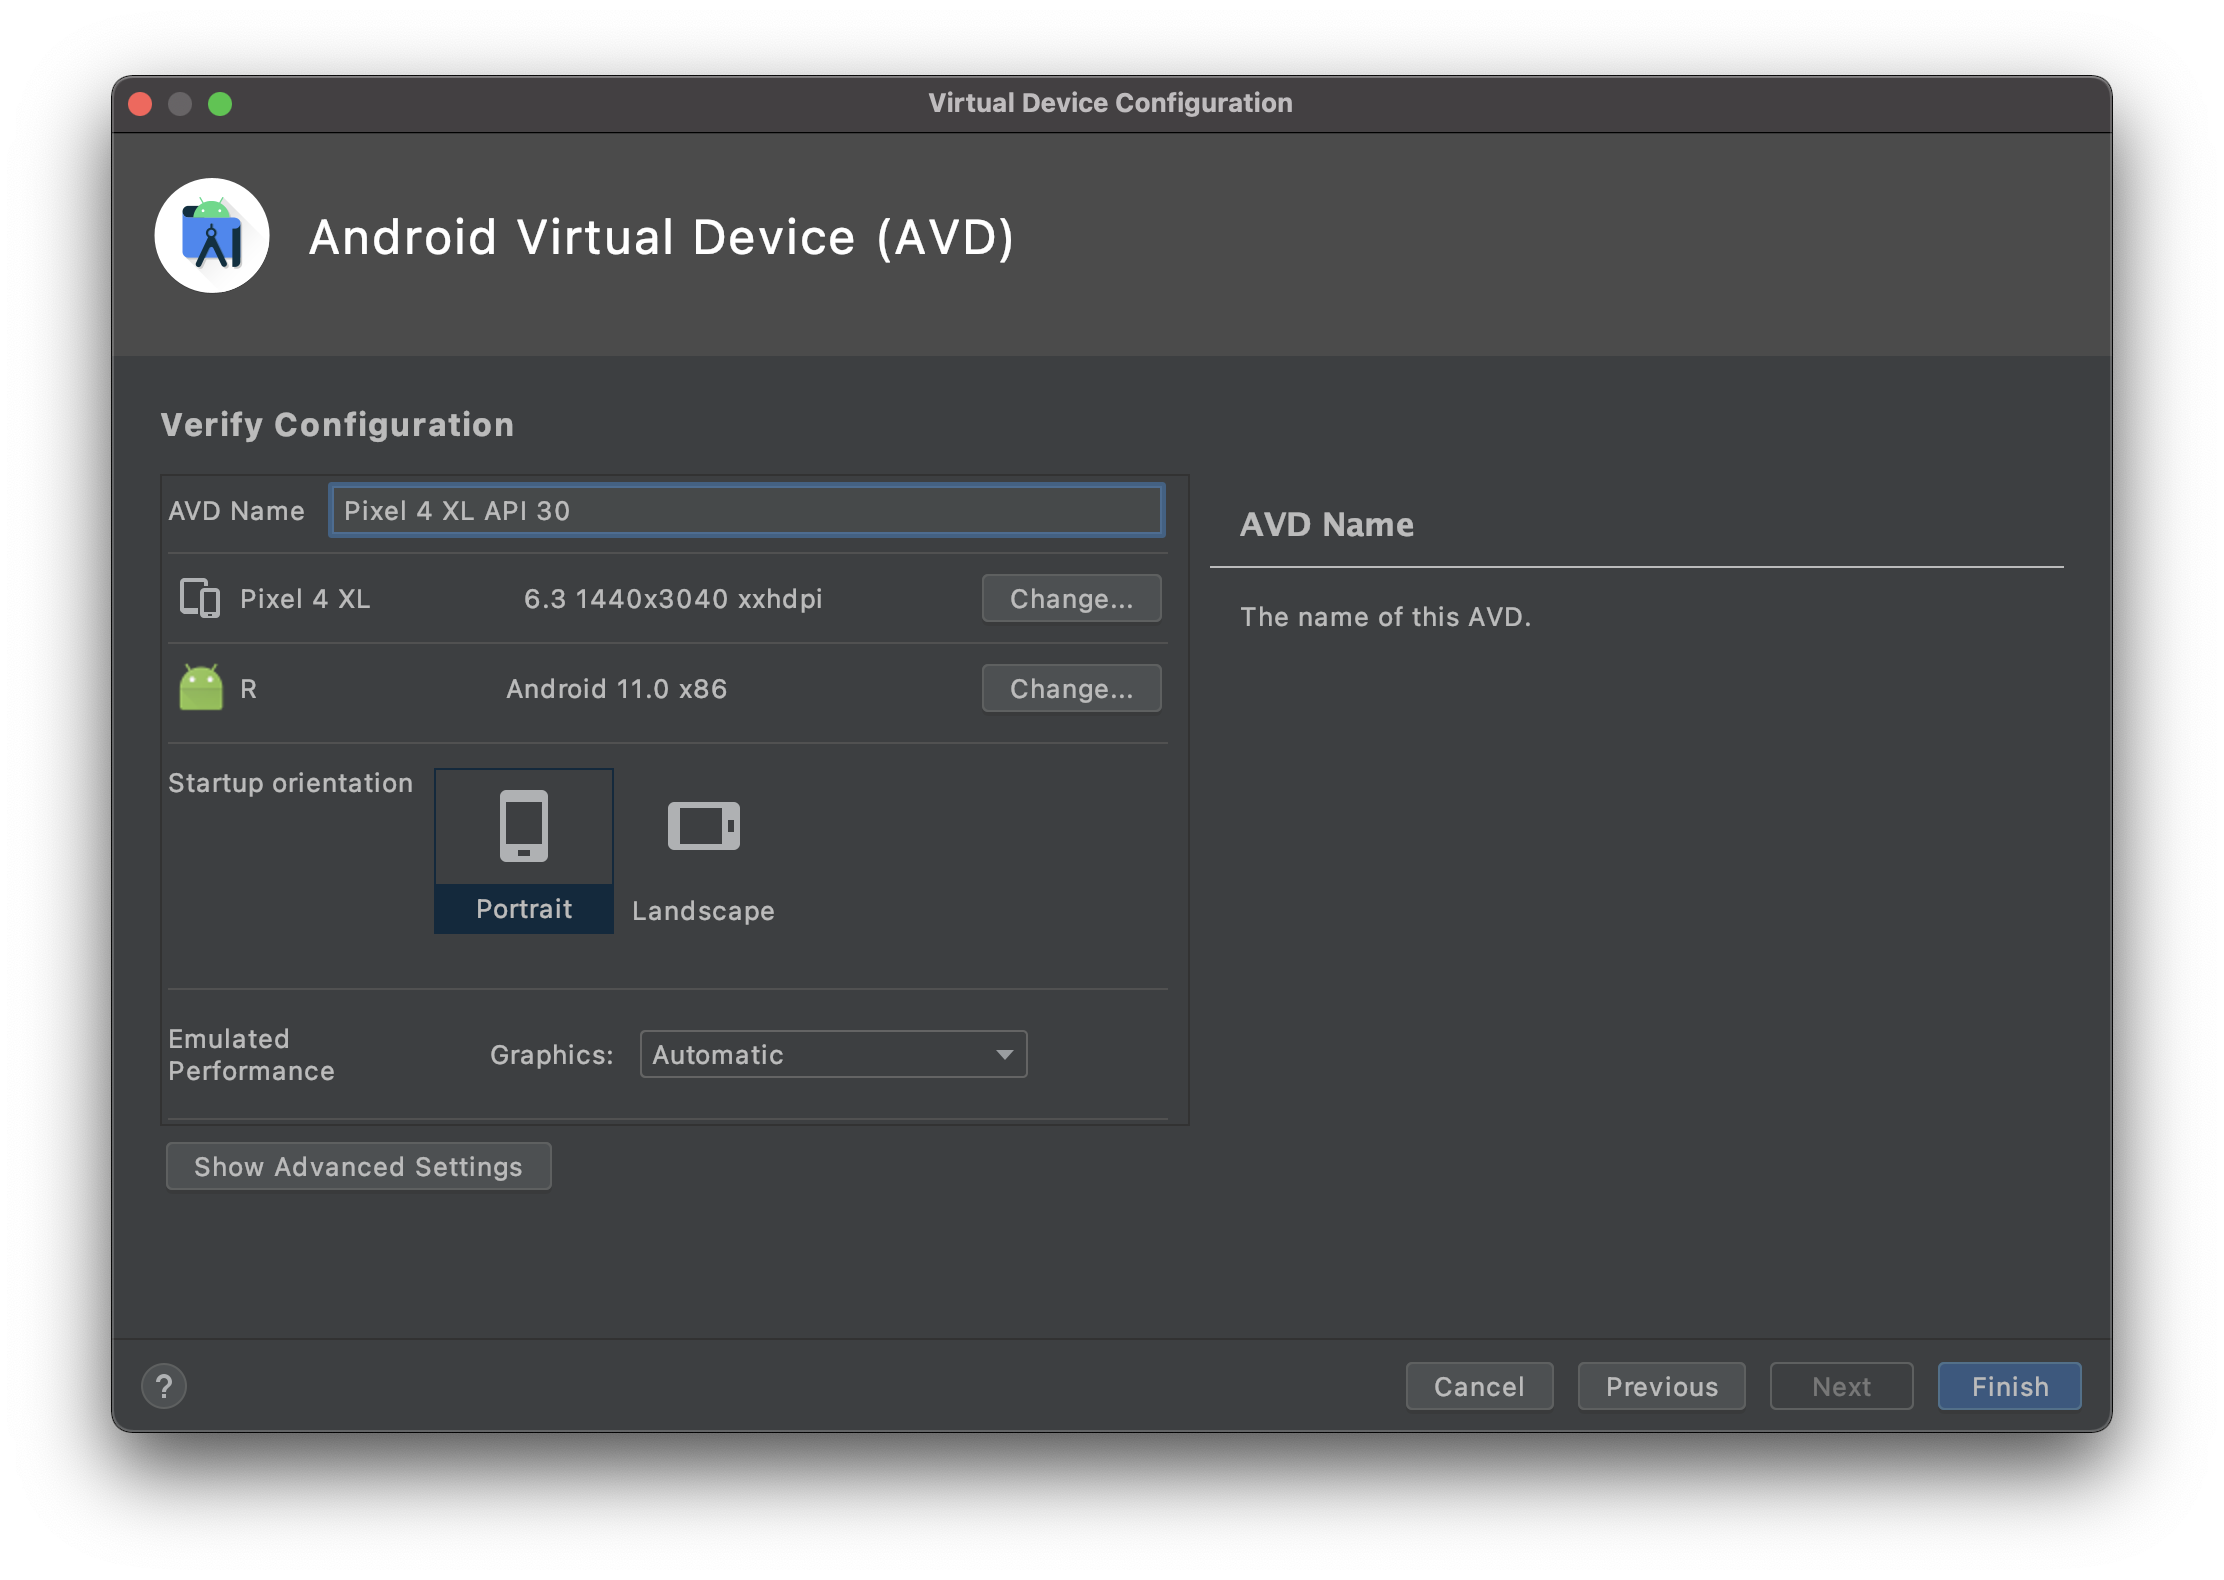 Virtual Device Configuration
Android Virtual Device (AVD)
Verify Configuration
AVD Name
Pixel 4 XL API 30
Pixel 4 XL
6.3 1440x3040 xxhdpi
Change...
R
Android 11.0 x86
Change...
Startup orientation
Portrait
Landscape
Emulated
Performance
Graphics:
Automatic
Show Advanced Settings
AVD Name
The name of this AVD.
?
Cancel
Previous
Next
Finish